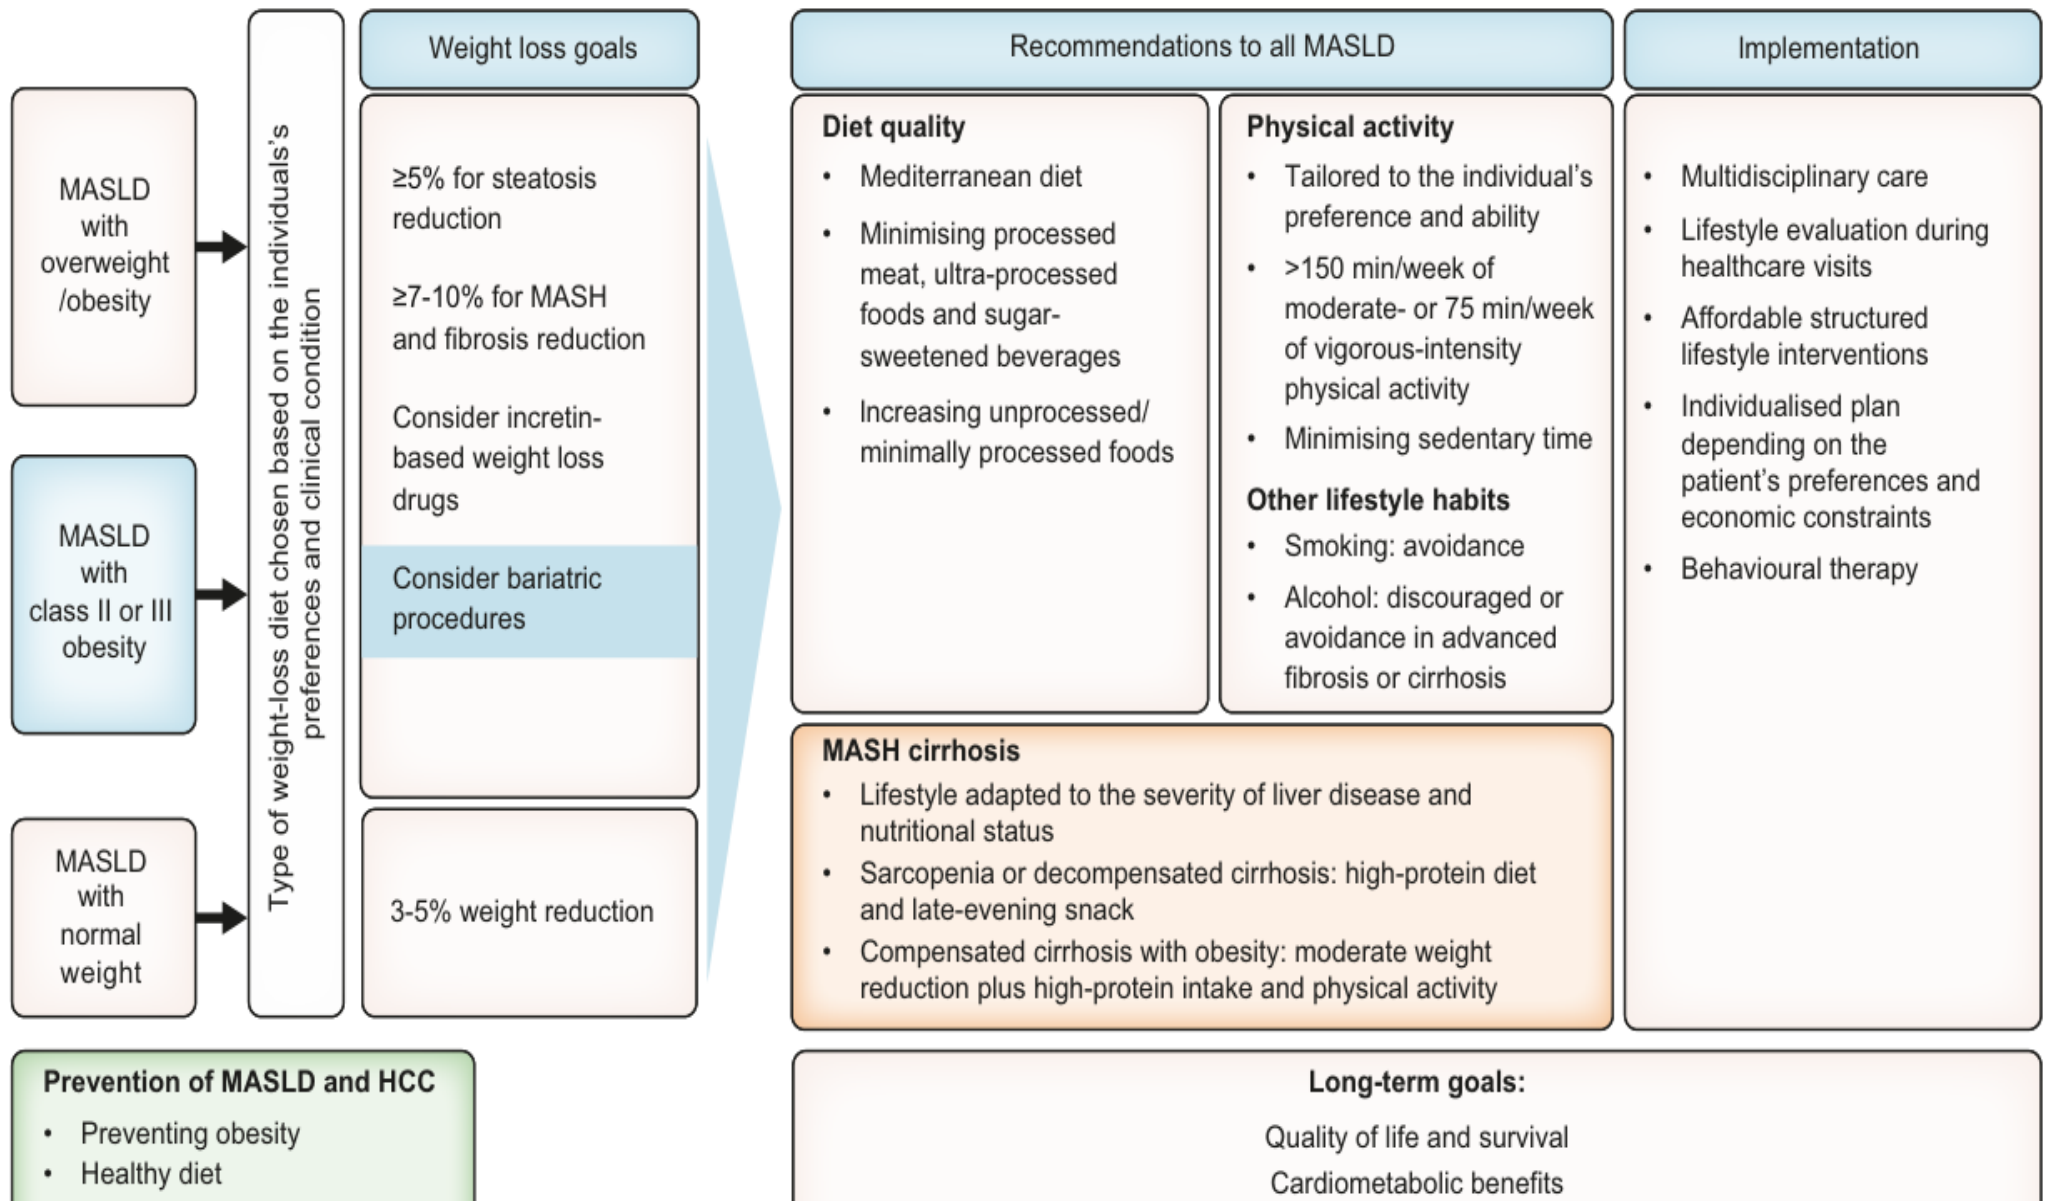 MASLD
with
overweight
/obesity
MASLD
with
class II or III
obesity
MASLD
with
normal
weight
Type of weight-loss diet chosen based on the individuals's
preferences and clinical condition
Weight loss goals
≥5% for steatosis
reduction
≥7-10% for MASH
and fibrosis reduction
Consider incretin-
based weight loss
drugs
Consider bariatric
procedures
3-5% weight reduction
Recommendations to all MASLD
Diet quality
• Mediterranean diet
• Minimising processed
meat, ultra-processed
foods and sugar-
sweetened beverages
• Increasing unprocessed/
minimally processed foods
Physical activity
• Tailored to the individual's
preference and ability
• >150 min/week of
moderate- or 75 min/week
of vigorous-intensity
physical activity
• Minimising sedentary time
Other lifestyle habits
• Smoking: avoidance
• Alcohol: discouraged or
avoidance in advanced
fibrosis or cirrhosis
MASH cirrhosis
• Lifestyle adapted to the severity of liver disease and
nutritional status
• Sarcopenia or decompensated cirrhosis: high-protein diet
and late-evening snack
• Compensated cirrhosis with obesity: moderate weight
reduction plus high-protein intake and physical activity
Implementation
• Multidisciplinary care
• Lifestyle evaluation during
healthcare visits
• Affordable structured
lifestyle interventions
• Individualised plan
depending on the
patient's preferences and
economic constraints
• Behavioural therapy
Prevention of MASLD and HCC
• Preventing obesity
• Healthy diet
Long-term goals:
Quality of life and survival
Cardiometabolic benefits